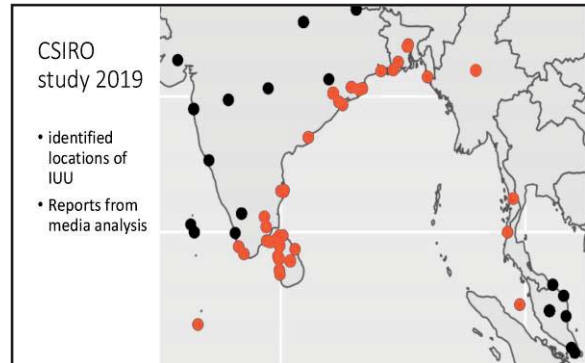 CSIRO
study 2019
• identified
locations of
IUU
• Reports from
media analysis